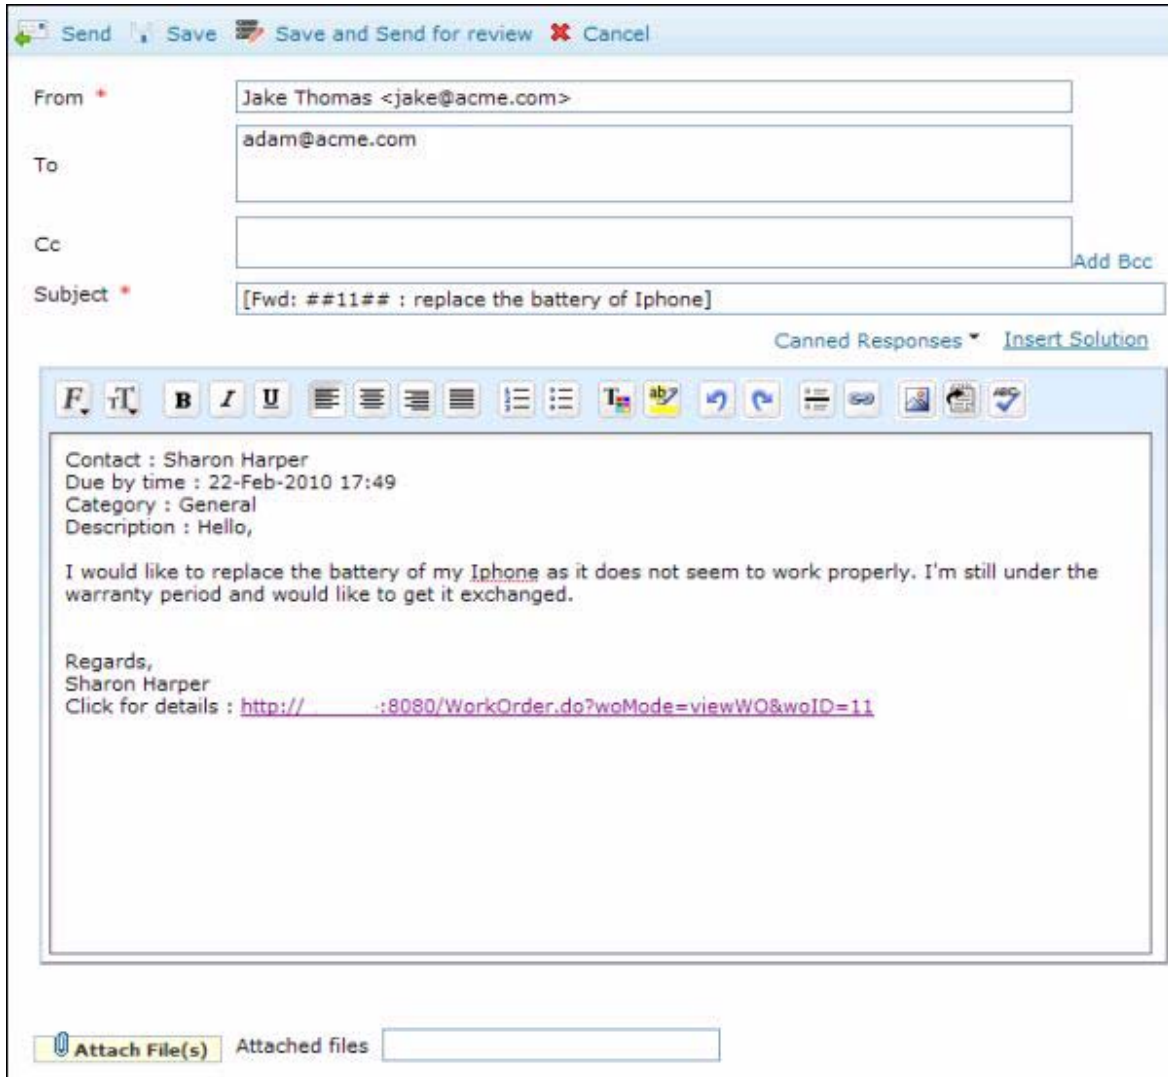 Send Save Save and Send for review Cancel
From * Jake Thomas <jake@acme.com>
To adam@acme.com
Cc
Add Bcc
Subject * [Fwd: ##11## : replace the battery of Iphone]
Canned Responses Insert Solution
F TT B I U
Contact : Sharon Harper
Due by time : 22-Feb-2010 17:49
Category : General
Description : Hello,
I would like to replace the battery of my Iphone as it does not seem to work properly. I'm still under the
warranty period and would like to get it exchanged.
Regards,
Sharon Harper
Click for details : http:// :8080/WorkOrder.do?woMode=viewWO&woID=11
Attach File(s) Attached files